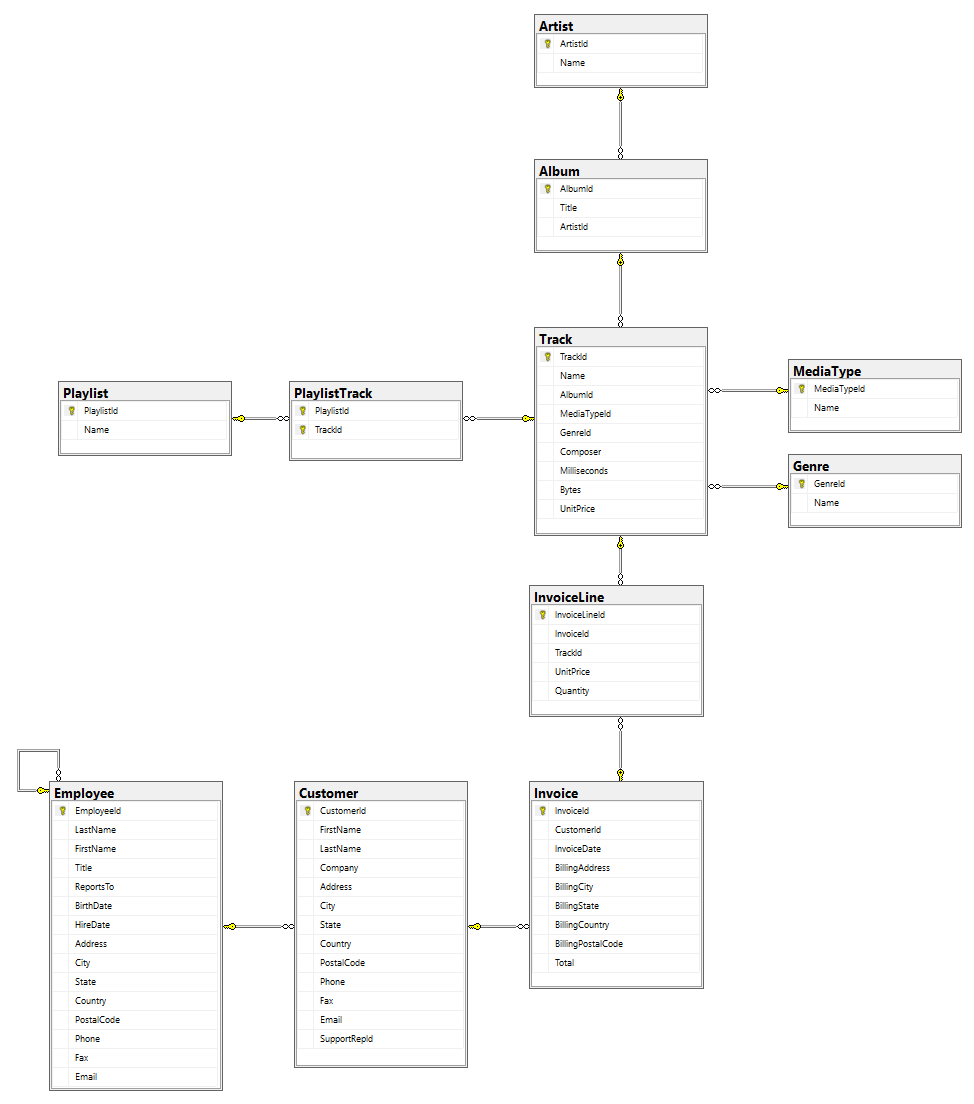 Artist
ArtistId
Name
Album
AlbumId
Title
ArtistId
Track
TrackId
Name
AlbumId
MediaTypeId
GenreId
Composer
Milliseconds
Bytes
UnitPrice
MediaType
MediaTypeId
Name
Genre
GenreId
Name
Playlist
PlaylistId
Name
PlaylistTrack
PlaylistId
TrackId
InvoiceLine
InvoiceLineId
InvoiceId
TrackId
UnitPrice
Quantity
Employee
EmployeeId
LastName
FirstName
Title
ReportsTo
BirthDate
HireDate
Address
City
State
Country
PostalCode
Phone
Fax
Email
Customer
CustomerId
FirstName
LastName
Company
Address
City
State
Country
PostalCode
Phone
Fax
Email
SupportRepId
Invoice
InvoiceId
CustomerId
InvoiceDate
BillingAddress
BillingCity
BillingState
BillingCountry
BillingPostalCode
Total